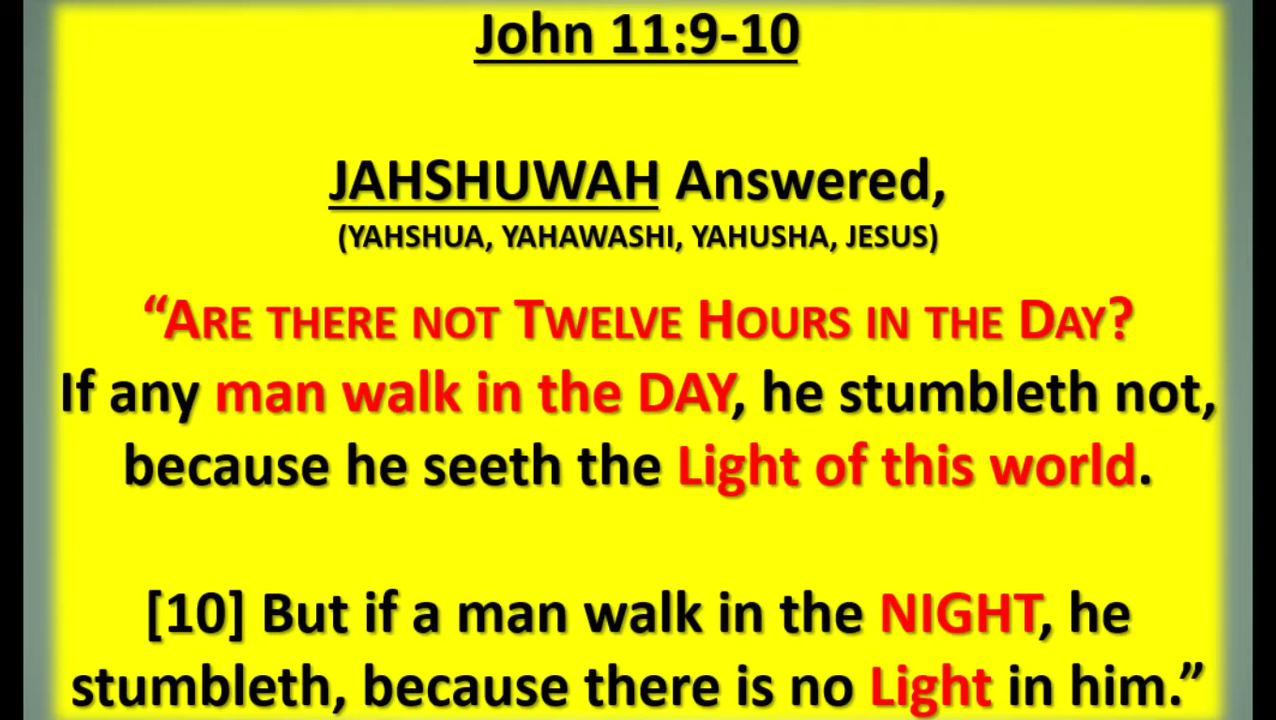 John 11:9-10
JAHSHUWAH Answered,
(YAHSHUA, YAHAWASHI, YAHUSHA, JESUS)
“ARE THERE NOT TWELVE HOURS IN THE DAY?
If any man walk in the DAY, he stumbleth not,
because he seeth the Light of this world.
[10] But if a man walk in the NIGHT, he
stumbleth, because there is no Light in him.”